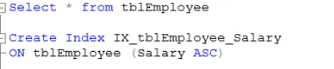 Select * from tblEmployee
Create Index IX_tblEmployee_Salary
ON tblEmployee (Salary ASC)